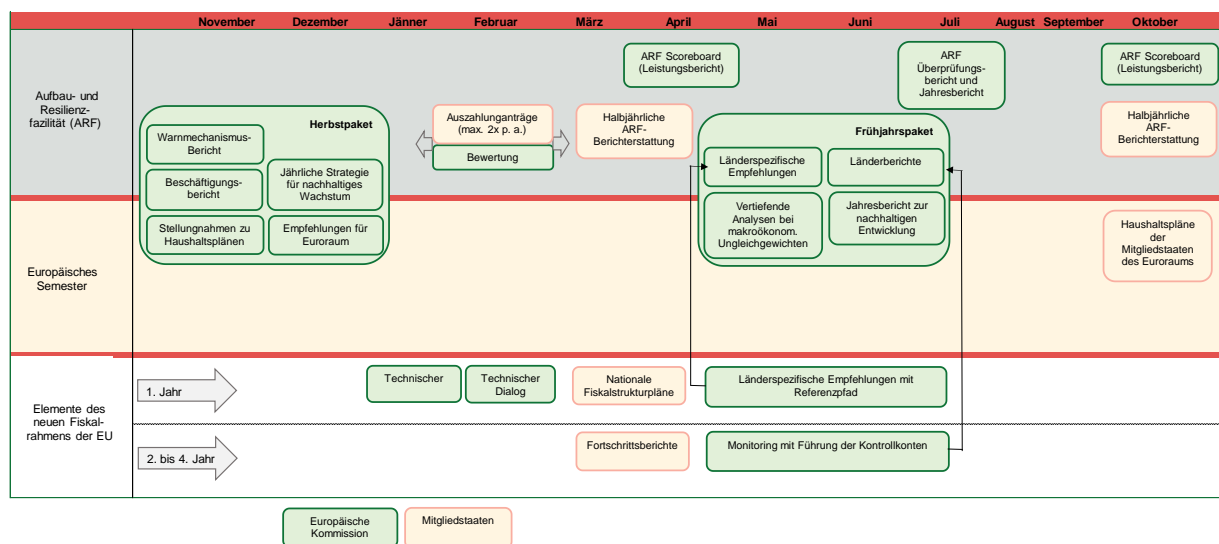 November Dezember Jänner Februar März April Mai Juni Juli August September Oktober
Aufbau- und
Resilienz-
fazilität (ARF)
Herbstpaket
Warnmechanismus-
Bericht
Beschäftigungs-
bericht
Jährliche Strategie
für nachhaltiges
Wachstum
Stellungnahmen zu
Haushaltsplänen
Empfehlungen für
Euroraum
Auszahlunganträge
(max. 2x p. a.)
Bewertung
Halbjährliche
ARF-
Berichterstattung
ARF Scoreboard
(Leistungsbericht)
ARF
Überprüfungs-
bericht und
Jahresbericht
ARF Scoreboard
(Leistungsbericht)
Halbjährliche
ARF-
Berichterstattung
Frühjahrspaket
Länderspezifische
Empfehlungen
Länderberichte
Vertiefende
Analysen bei
makroökonom.
Ungleichgewichten
Jahresbericht zur
nachhaltigen
Entwicklung
Europäisches
Semester
Haushaltspläne
der
Mitgliedstaaten
des Euroraums
Elemente des
neuen Fiskal-
rahmens der EU
1. Jahr
Technischer
Technischer
Dialog
Nationale
Fiskalstrukturpläne
Länderspezifische Empfehlungen mit
Referenzpfad
2. bis 4. Jahr
Fortschrittsberichte
Monitoring mit Führung der Kontrollkonten
Europäische
Kommission
Mitgliedstaaten